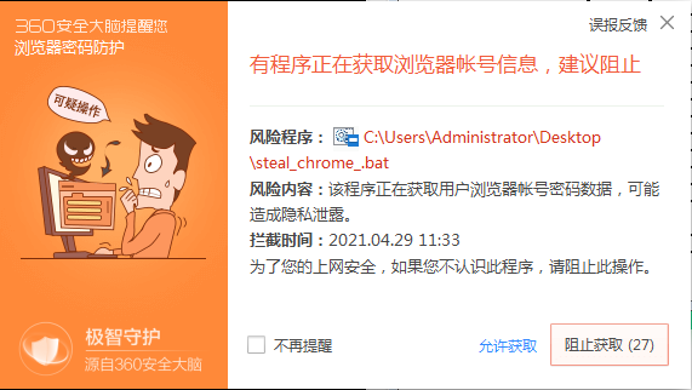 360安全大脑提醒您
浏览器密码防护
误报反馈
有程序正在获取浏览器帐号信息，建议阻止
可疑操作
风险程序： C:\Users\Administrator\Desktop
\steal_chrome_.bat
风险内容：该程序正在获取用户浏览器帐号密码数据，可能
造成隐私泄露。
拦截时间：2021.04.29 11:33
为了您的上网安全，如果您不认识此程序，请阻止此操作。
极智守护
源自360安全大脑
不再提醒
允许获取
阻止获取 (27)